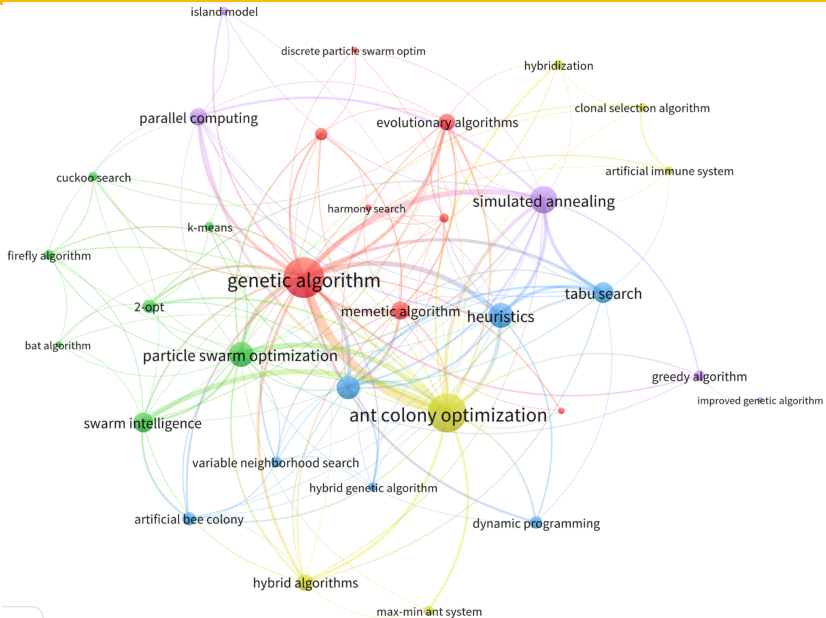 island model
discrete particle swarm optim
hybridization
clonal selection algorithm
parallel computing
evolutionary algorithms
artificial immune system
cuckoo search
simulated annealing
harmony search
k-means
firefly algorithm
genetic algorithm
tabu search
2-opt
memetic algorithm
heuristics
bat algorithm
particle swarm optimization
greedy algorithm
improved genetic algorithm
ant colony optimization
swarm intelligence
variable neighborhood search
hybrid genetic algorithm
artificial bee colony
dynamic programming
hybrid algorithms
max-min ant system